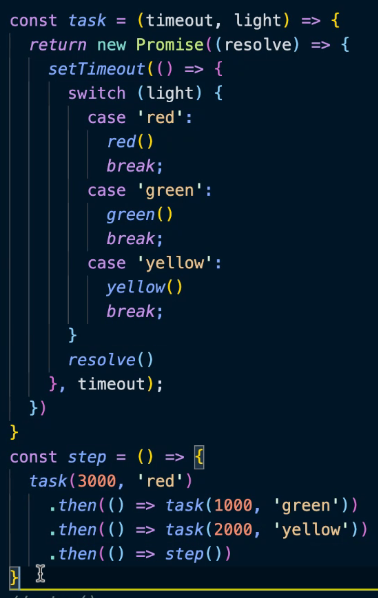 const task = (timeout, light) => {
  return new Promise((resolve) => {
    setTimeout(() => {
      switch (light) {
        case 'red':
          red()
          break;
        case 'green':
          green()
          break;
        case 'yellow':
          yellow()
          break;
      }
      resolve()
    }, timeout);
  })
}
const step = () => {
  task(3000, 'red')
    .then(() => task(1000, 'green'))
    .then(() => task(2000, 'yellow'))
    .then(() => step())
}